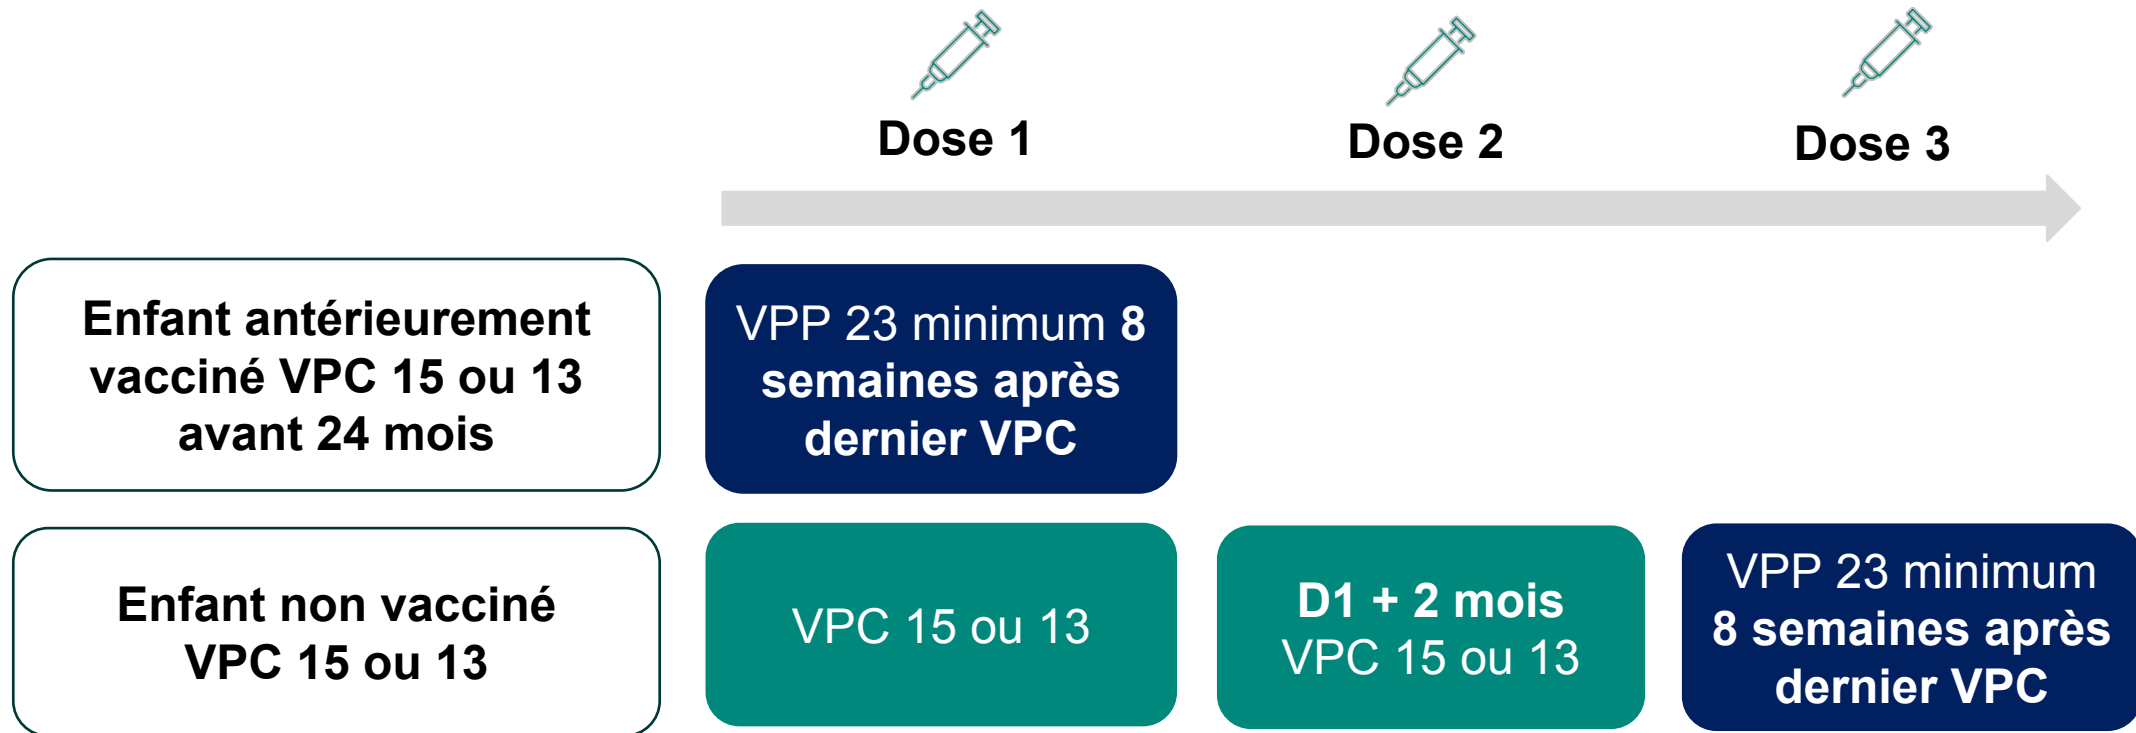 Dose 1
Dose 2
Dose 3
Enfant antérieurement
vacciné VPC 15 ou 13
avant 24 mois
VPP 23 minimum 8
semaines après
dernier VPC
Enfant non vacciné
VPC 15 ou 13
VPC 15 ou 13
D1 + 2 mois
VPC 15 ou 13
VPP 23 minimum
8 semaines après
dernier VPC